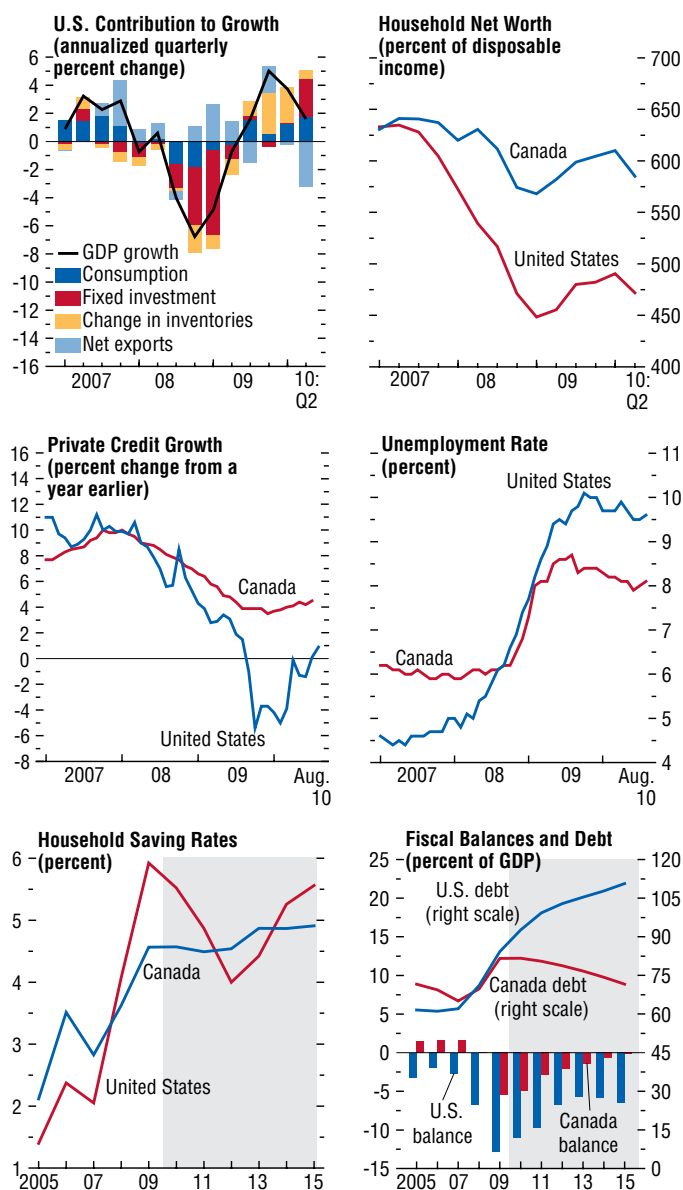 U.S. Contribution to Growth
(annualized quarterly
percent change)
6
4
2
0
-2
-4
-6
-8
-10
-12
-14
-16
GDP growth
Consumption
Fixed investment
Change in inventories
Net exports
2007
08
09
10:
Q2
Household Net Worth
(percent of disposable
income)
700
650
600
550
500
450
400
Canada
United States
2007
08
09
10:
Q2
Private Credit Growth
(percent change from a
year earlier)
16
14
12
10
8
6
4
2
0
-2
-4
-6
-8
Canada
United States
2007
08
09
Aug.
10
Unemployment Rate
(percent)
11
10
9
8
7
6
5
4
United States
Canada
2007
08
09
Aug.
10
Household Saving Rates
(percent)
6
5
4
3
2
1
Canada
United States
2005
07
09
11
13
15
Fiscal Balances and Debt
(percent of GDP)
25
20
15
10
5
0
-5
-10
-15
120
105
90
75
60
45
30
15
0
U.S. debt
(right scale)
Canada debt
(right scale)
U.S.
balance
Canada
balance
2005
07
09
11
13
15